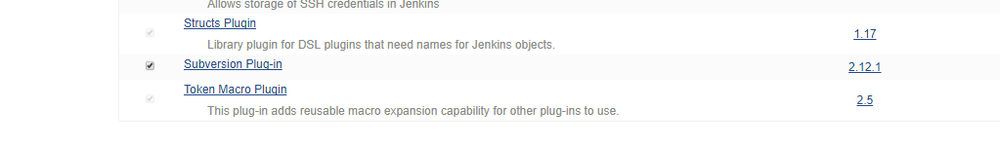 Allows storage of SSH credentials in Jenkins
Structs Plugin
1.17
Library plugin for DSL plugins that need names for Jenkins objects.
Subversion Plug-in
2.12.1
Token Macro Plugin
2.5
This plug-in adds reusable macro expansion capability for other plug-ins to use.